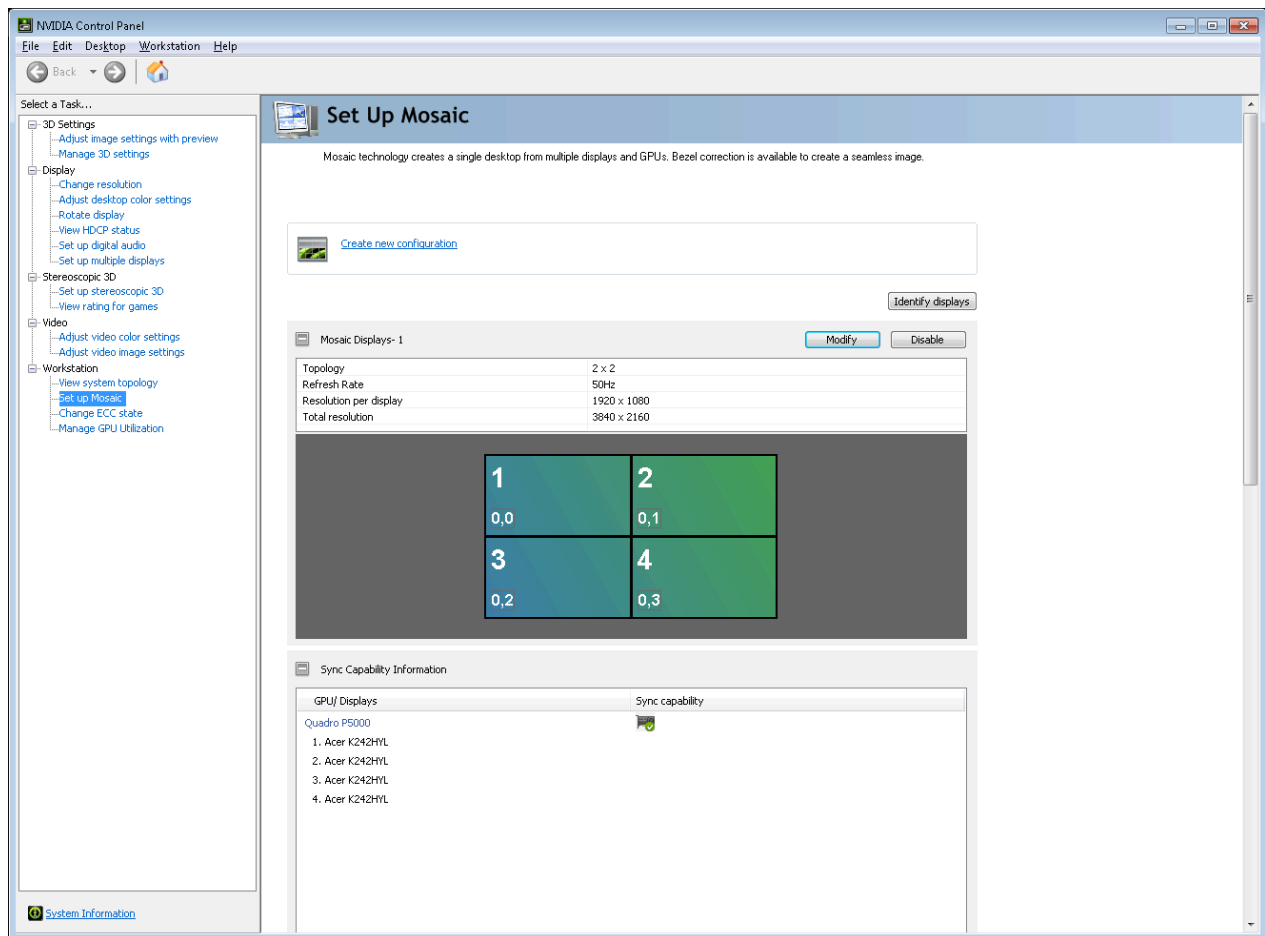 NVIDIA Control Panel
File Edit Desktop Workstation Help
Back
Select a Task...
3D Settings
Adjust image settings with preview
Manage 3D settings
Display
Change resolution
Adjust desktop color settings
Rotate display
View HDCP status
Set up digital audio
Set up multiple displays
Stereoscopic 3D
Set up stereoscopic 3D
View rating for games
Video
Adjust video color settings
Adjust video image settings
Workstation
View system topology
Set up Mosaic
Change ECC state
Manage GPU Utilization
System Information
Set Up Mosaic
Mosaic technology creates a single desktop from multiple displays and GPUs. Bezel correction is available to create a seamless image.
Create new configuration
Identify displays
Mosaic Displays- 1 Modify Disable
Topology 2 x 2
Refresh Rate 50Hz
Resolution per display 1920 x 1080
Total resolution 3840 x 2160
1 2
0,0 0,1
3 4
0,2 0,3
Sync Capability Information
GPU/ Displays Sync capability
Quadro P5000
1. Acer K242HYL
2. Acer K242HYL
3. Acer K242HYL
4. Acer K242HYL